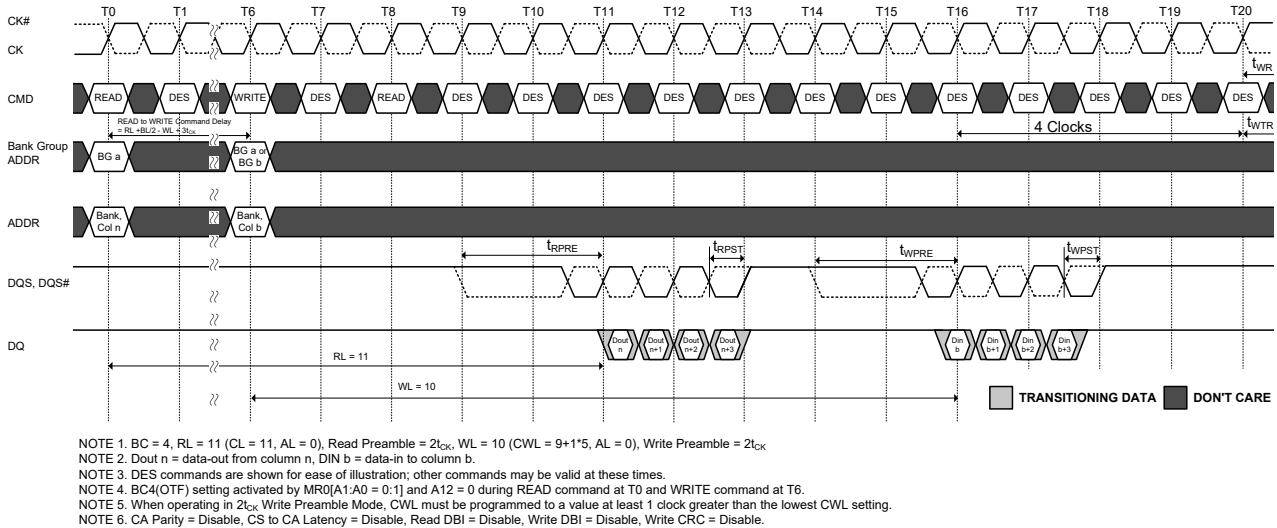 T0 T1 T6 T7 T8 T9 T10 T11 T12 T13 T14 T15 T16 T17 T18 T19 T20
CK#
CK
tWR
CMD READ DES WRITE DES READ DES DES DES DES DES DES DES DES DES DES DES DES
READ to WRITE Command Delay
= RL +BL/2 - WL + 3tCK
4 Clocks
tWTR
Bank Group
ADDR
BG a
BG a or
BG b
ADDR
Bank,
Col n
Bank,
Col b
tRPRE tRPST tWPRE tWPST
DQS, DQS#
DQ
Dout
n
Dout
n+1
Dout
n+2
Dout
n+3
Din
b
Din
b+1
Din
b+2
Din
b+3
RL = 11
WL = 10
TRANSITIONING DATA DON'T CARE
NOTE 1. BC = 4, RL = 11 (CL = 11, AL = 0), Read Preamble = 2tCK, WL = 10 (CWL = 9+1*5, AL = 0), Write Preamble = 2tCK
NOTE 2. Dout n = data-out from column n, DIN b = data-in to column b.
NOTE 3. DES commands are shown for ease of illustration; other commands may be valid at these times.
NOTE 4. BC4(OTF) setting activated by MR0[A1:A0 = 0:1] and A12 = 0 during READ command at T0 and WRITE command at T6.
NOTE 5. When operating in 2tCK Write Preamble Mode, CWL must be programmed to a value at least 1 clock greater than the lowest CWL setting.
NOTE 6. CA Parity = Disable, CS to CA Latency = Disable, Read DBI = Disable, Write DBI = Disable, Write CRC = Disable.